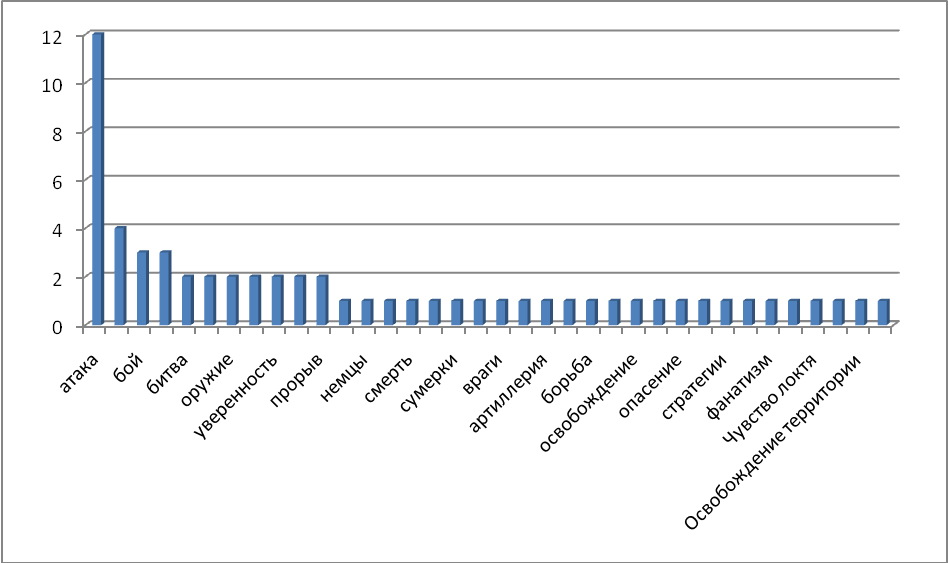 12
10
8
6
4
2
0
атака
бой
битва
оружие
уверенность
прорыв
немцы
смерть
сумерки
враги
артиллерия
борьба
освобождение
опасение
стратегии
фанатизм
Чувство локтя
Освобождение территории